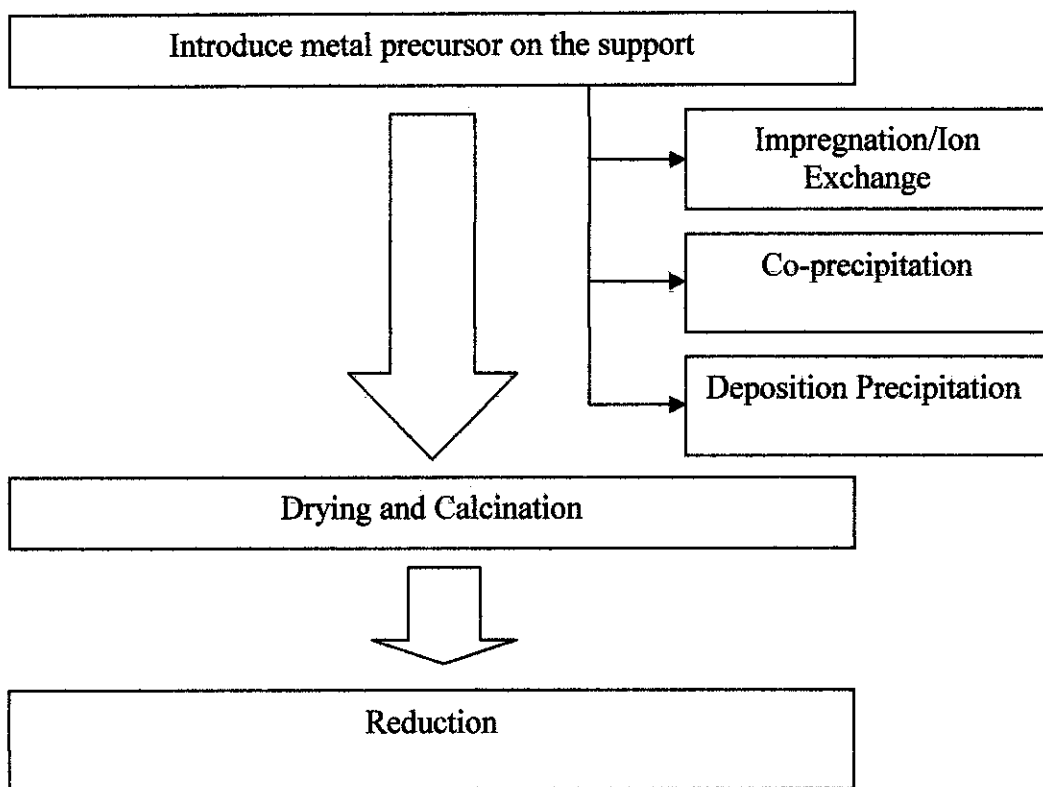 Introduce metal precursor on the support
Impregnation/Ion
Exchange
Co-precipitation
Deposition Precipitation
Drying and Calcination
Reduction